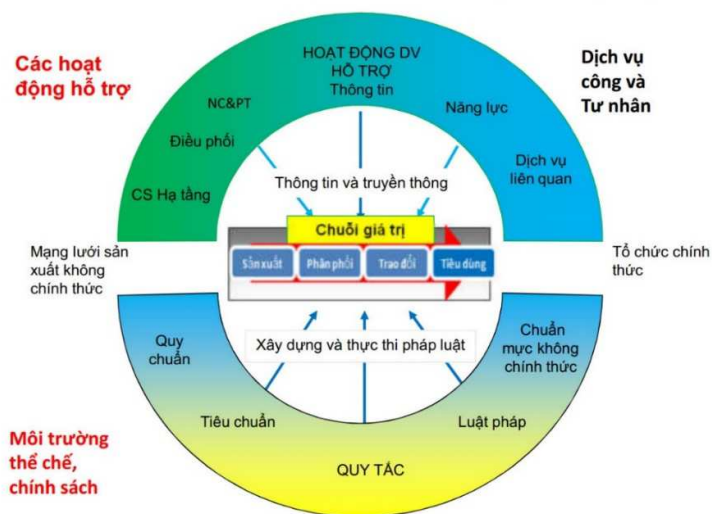 Các hoạt
động hỗ trợ
HOẠT ĐỘNG DV
HỖ TRỢ
Thông tin
Dịch vụ
công và
Tư nhân
NC&PT
Năng lực
Điều phối
Dịch vụ
liên quan
CS Hạ tầng
Thông tin và truyền thông
Chuỗi giá trị
Mạng lưới sản
xuất không
chính thức
Sản xuất
Phân phối
Trao đổi
Tiêu dùng
Tổ chức chính
thức
Quy
chuẩn
Xây dựng và thực thi pháp luật
Chuẩn
mực không
chính thức
Tiêu chuẩn
Luật pháp
Môi trường
thể chế,
chính sách
QUY TẮC